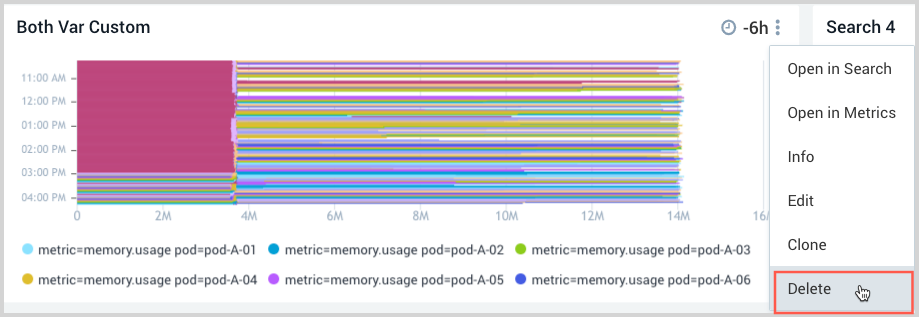 Both Var Custom
-6h
Search 4
11:00 AM
12:00 PM
01:00 PM
02:00 PM
03:00 PM
04:00 PM
0 2M 4M 6M 8M 10M 12M 14M 16
metric=memory.usage pod=pod-A-01 metric=memory.usage pod=pod-A-02 metric=memory.usage pod=pod-A-03
metric=memory.usage pod=pod-A-04 metric=memory.usage pod=pod-A-05 metric=memory.usage pod=pod-A-06
Open in Search
Open in Metrics
Info
Edit
Clone
Delete